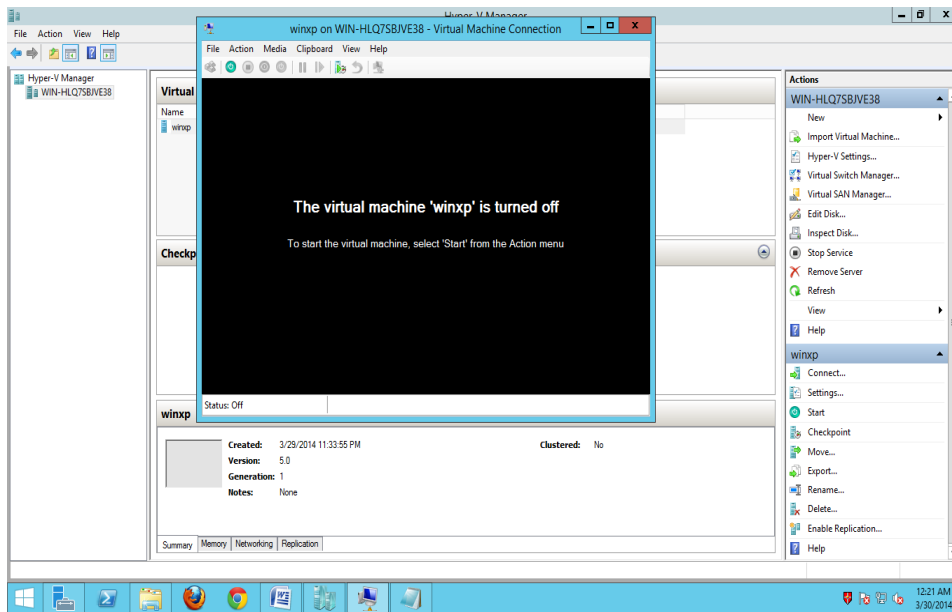 Hyper-V Manager
File Action View Help
Hyper-V Manager
WIN-HLQ7SBJVE38
Virtual
Name
winxp
Checkp
winxp
Created: 3/29/2014 11:33:55 PM Clustered: No
Version: 5.0
Generation: 1
Notes: None
Summary Memory Networking Replication
winxp on WIN-HLQ7SBJVE38 - Virtual Machine Connection
File Action Media Clipboard View Help
The virtual machine 'winxp' is turned off
To start the virtual machine, select 'Start' from the Action menu
Status: Off
Actions
WIN-HLQ7SBJVE38
New
Import Virtual Machine...
Hyper-V Settings...
Virtual Switch Manager...
Virtual SAN Manager...
Edit Disk...
Inspect Disk...
Stop Service
Remove Server
Refresh
View
Help
winxp
Connect...
Settings...
Start
Checkpoint
Move...
Export...
Rename...
Delete...
Enable Replication...
Help
12:21 AM
3/30/2014